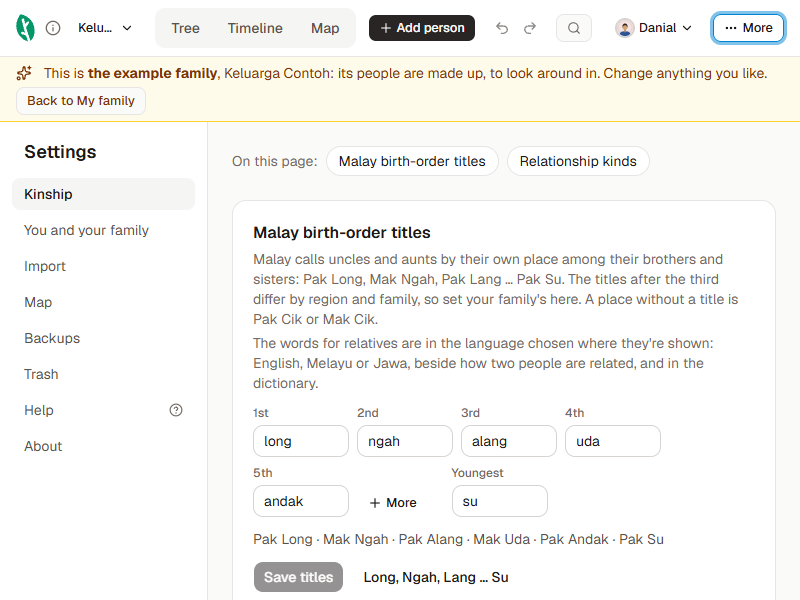 Kelu...
Tree
Timeline
Map
+ Add person
Danial
··· More
This is the example family, Keluarga Contoh: its people are made up, to look around in. Change anything you like.
Back to My family
Settings
Kinship
You and your family
Import
Map
Backups
Trash
Help
About
On this page:
Malay birth-order titles
Relationship kinds
Malay birth-order titles
Malay calls uncles and aunts by their own place among their brothers and
sisters: Pak Long, Mak Ngah, Pak Lang ... Pak Su. The titles after the third
differ by region and family, so set your family's here. A place without a title is
Pak Cik or Mak Cik.
The words for relatives are in the language chosen where they're shown:
English, Melayu or Jawa, beside how two people are related, and in the
dictionary.
1st
2nd
3rd
4th
long
ngah
alang
uda
5th
Youngest
andak
+ More
su
Pak Long · Mak Ngah · Pak Alang · Mak Uda · Pak Andak · Pak Su
Save titles
Long, Ngah, Lang ... Su